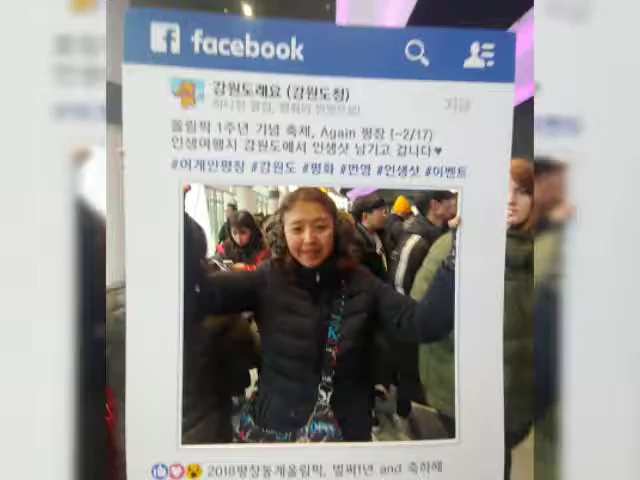 facebook
강원도래요 (강원도청)
지금
올림픽 1주년 기념 축제, Again 평창 (~2/17)
인생여행지 강원도에서 인생샷 남기고 갑니다♥
#어게인평창 #강원도 #평화 #번영 #인생샷 #이벤트
2018평창동계올림픽, 벌써1년 and 축하해